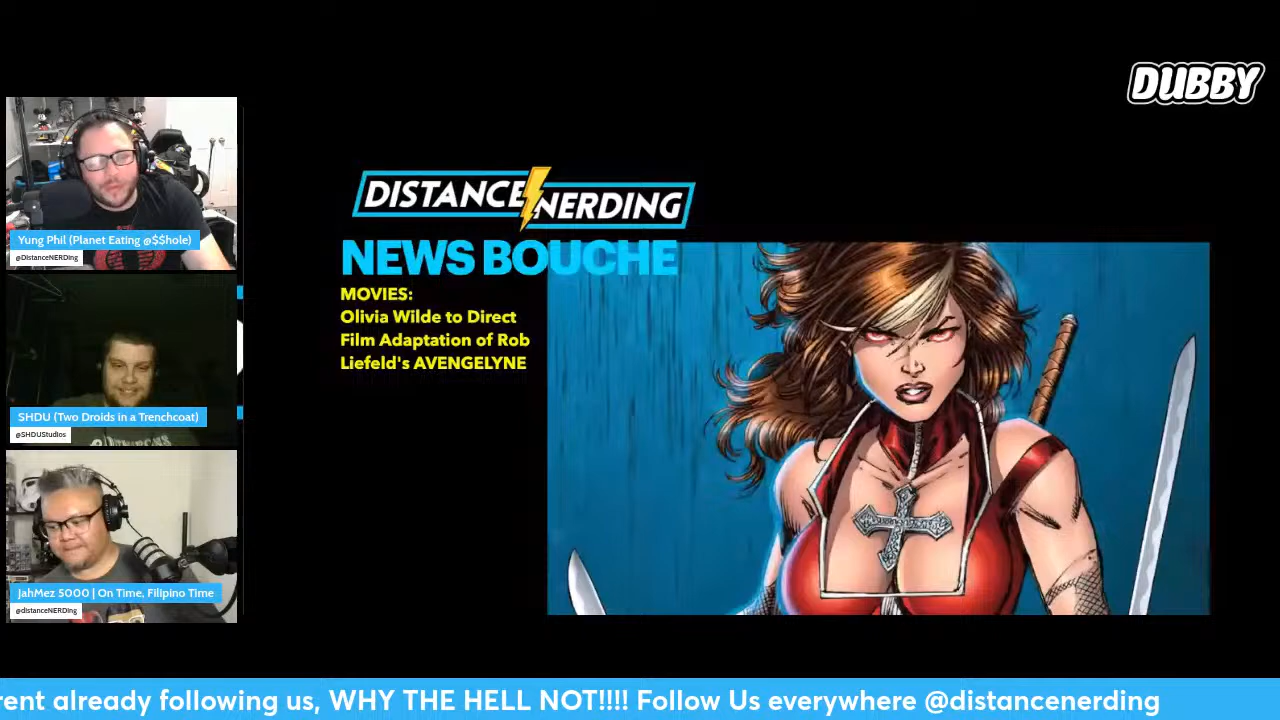 DUBBY
DISTANCE NERDING
NEWS BOUCHE
MOVIES:
Olivia Wilde to Direct
Film Adaptation of Rob
Liefeld's AVENGELYNE
Yung Phil (Planet Eating @$$hole)
@DistanceNERDing
SHDU (Two Droids in a Trenchcoat)
@SHDUStudios
JahMez 5000 | On Time, Filipino Time
@distanceNERDing
rent already following us, WHY THE HELL NOT!!!! Follow Us everywhere @distancenerding